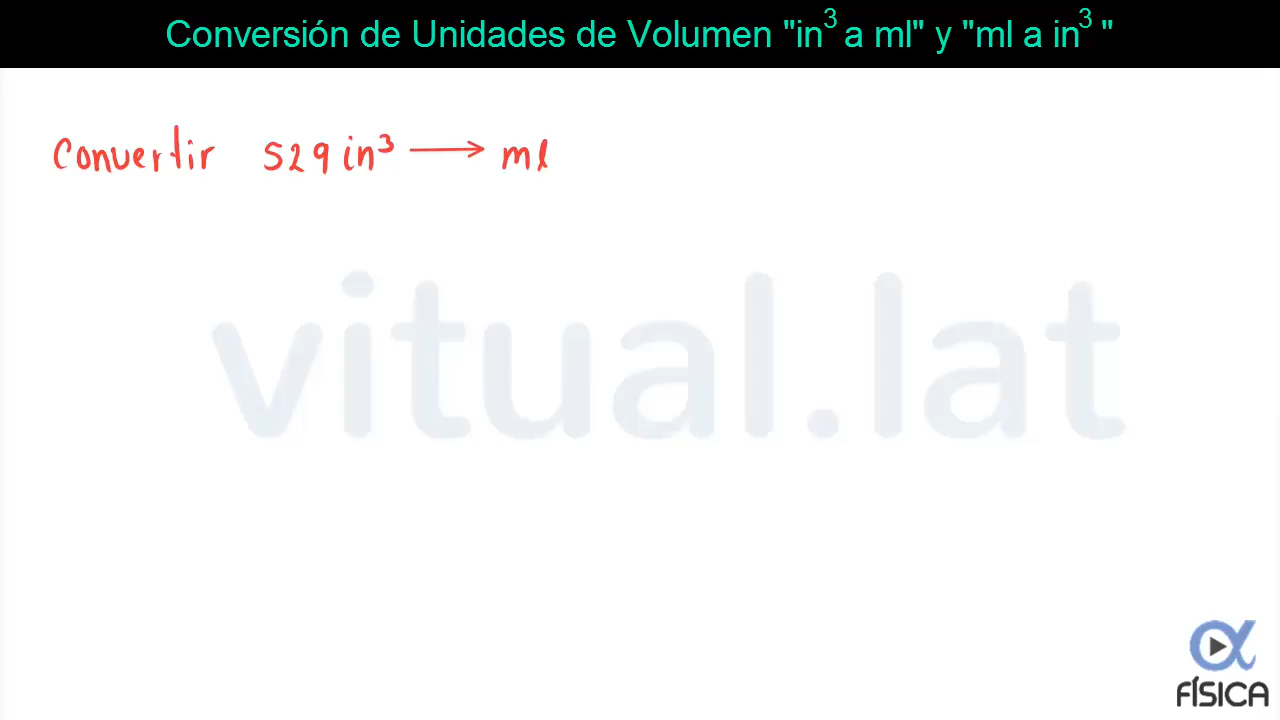 Conversión de Unidades de Volumen "in³ a ml" y "ml a in³ "
Convertir 529 in³ → ml
vitual.lat
FÍSICA